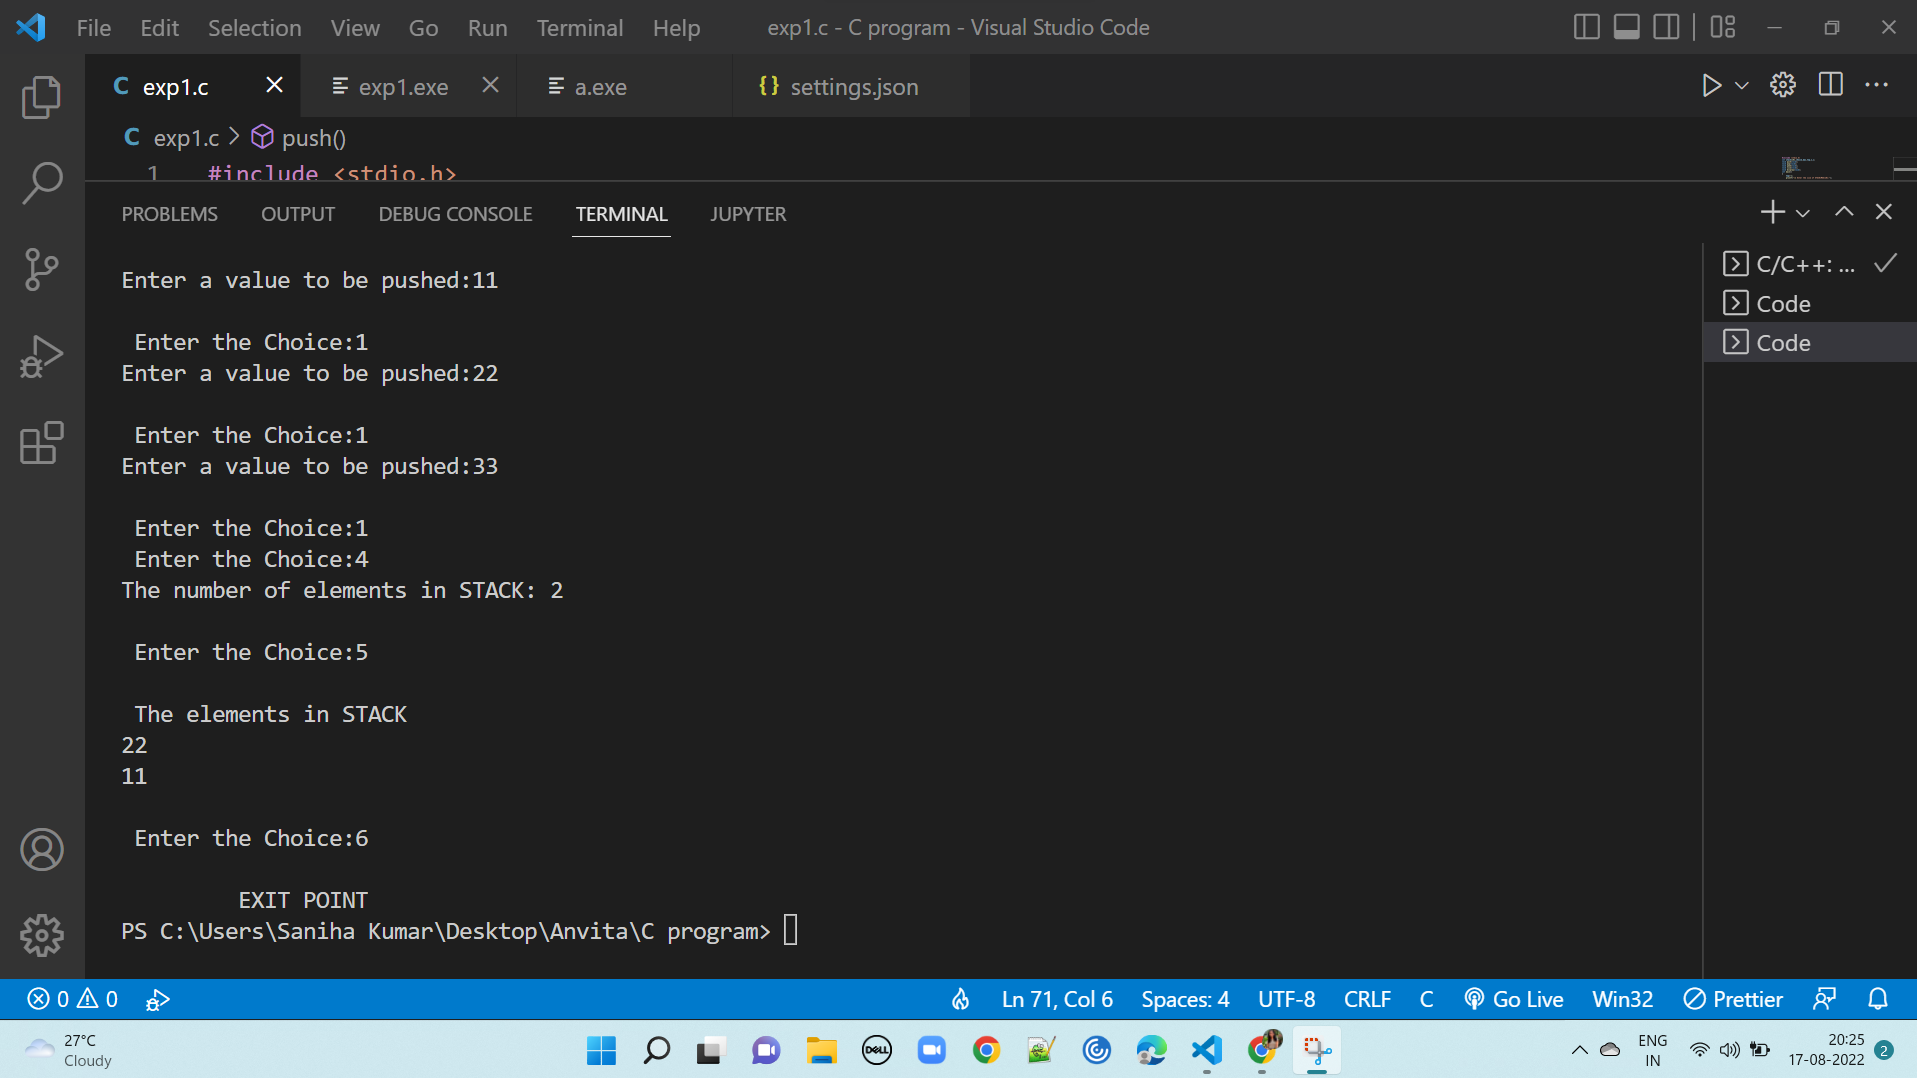 File Edit Selection View Go Run Terminal Help exp1.c - C program - Visual Studio Code
C exp1.c exp1.exe a.exe {} settings.json
C exp1.c > push()
1 #include <stdio.h>
PROBLEMS OUTPUT DEBUG CONSOLE TERMINAL JUPYTER
Enter a value to be pushed:11
Enter the Choice:1
Enter a value to be pushed:22
Enter the Choice:1
Enter a value to be pushed:33
Enter the Choice:1
Enter the Choice:4
The number of elements in STACK: 2
Enter the Choice:5
The elements in STACK
22
11
Enter the Choice:6
EXIT POINT
PS C:\Users\Saniha Kumar\Desktop\Anvita\C program>
C/C++: ...
Code
Code
0 0 Ln 71, Col 6 Spaces: 4 UTF-8 CRLF C Go Live Win32 Prettier
27°C
Cloudy
DELL
ENG
IN
20:25
17-08-2022
2